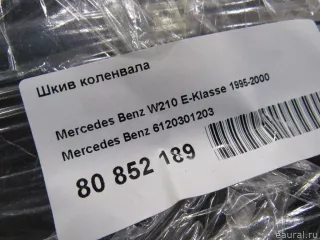 Шкив коленвала
Mercedes Benz W210 E-Klasse 1995-2000
Mercedes Benz 6120301203
80 852 189
eaural.ru